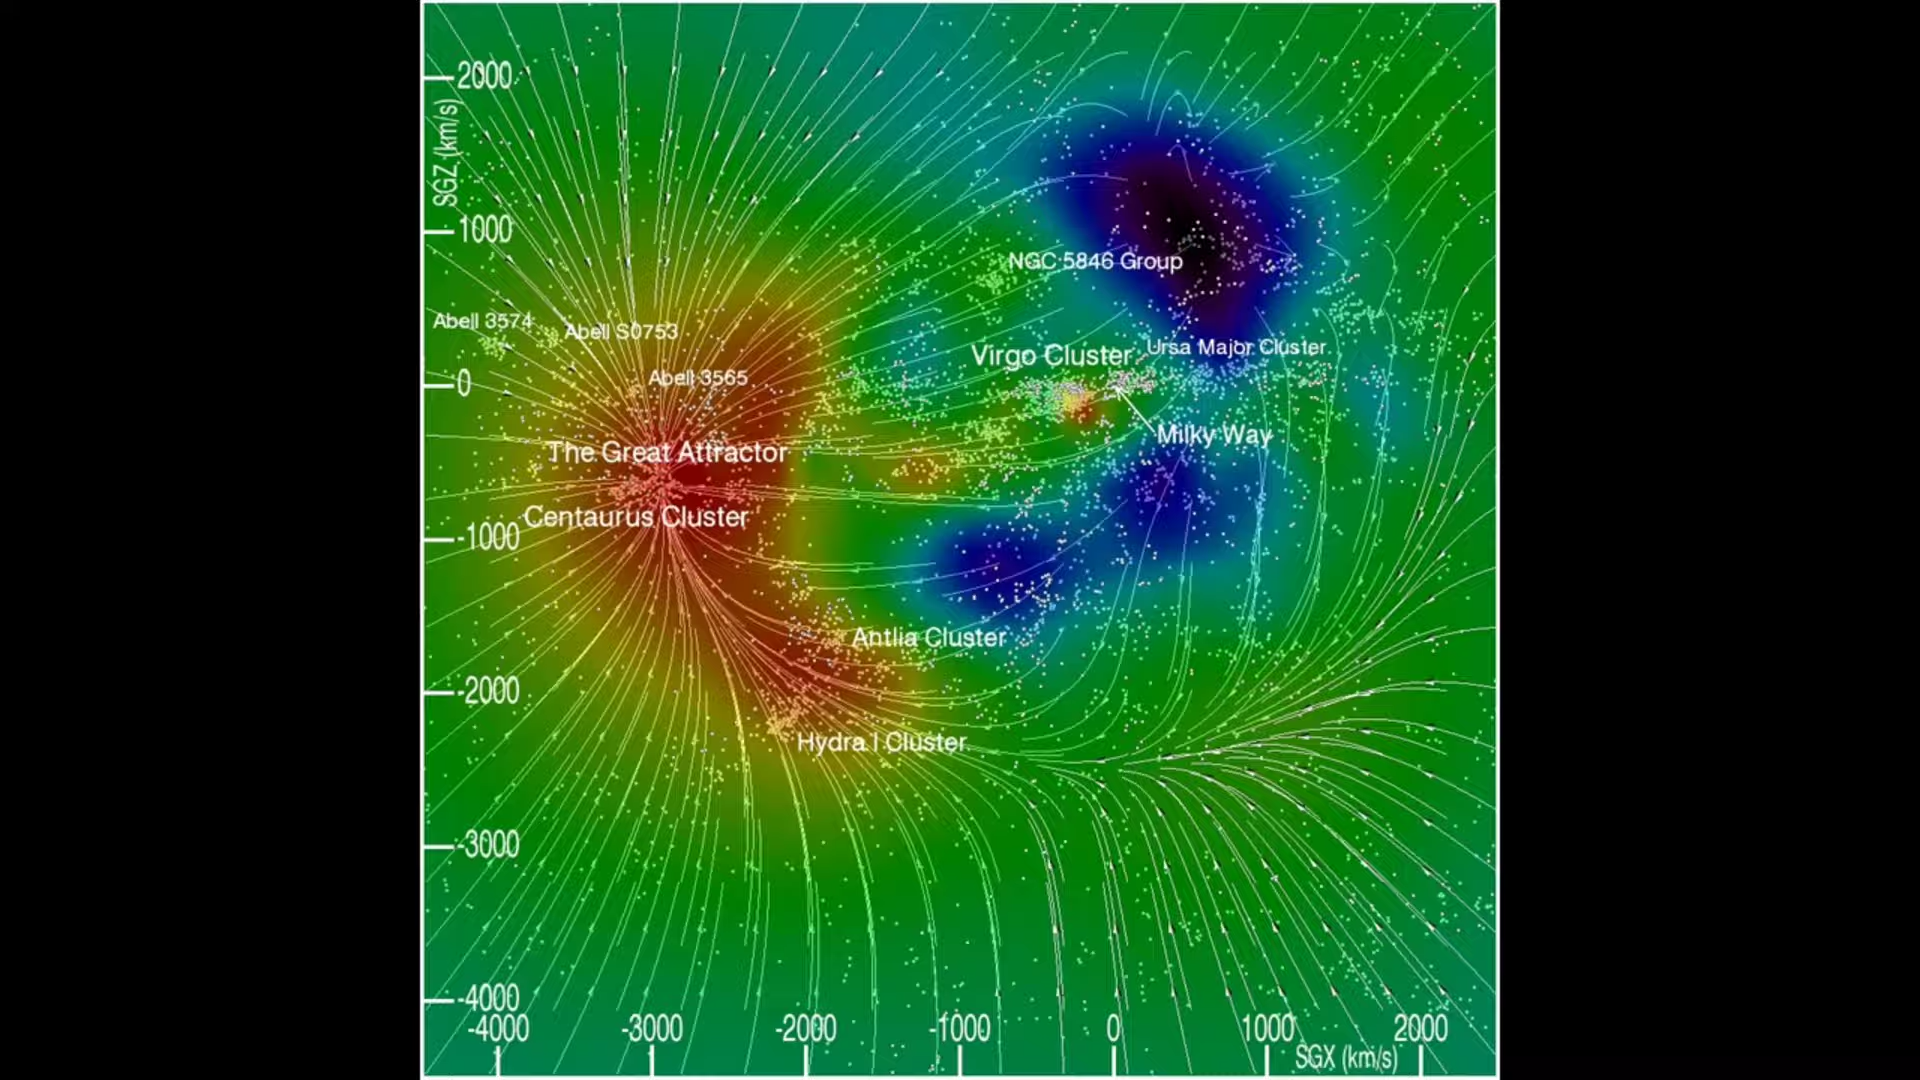 2000
SGZ (km/s)
1000
NGC 5846 Group
Abell 3574
Abell S0753
Virgo Cluster
Ursa Major Cluster
Abell 3565
0
Milky Way
The Great Attractor
Centaurus Cluster
-1000
Antlia Cluster
-2000
Hydra I Cluster
-3000
-4000
-4000 -3000 -2000 -1000 0 1000 2000
SGX (km/s)